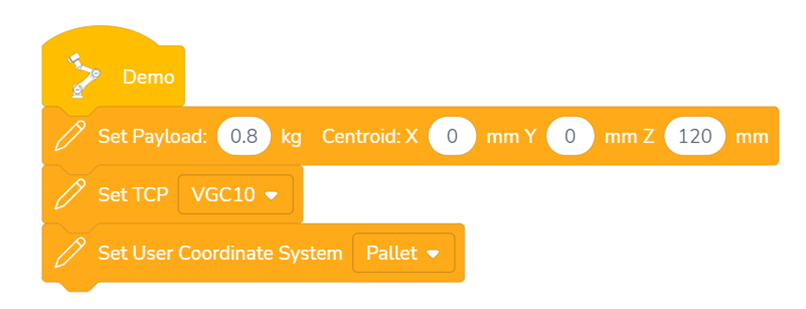 Demo
Set Payload: 0.8 kg Centroid: X 0 mm Y 0 mm Z 120 mm
Set TCP VGC10
Set User Coordinate System Pallet